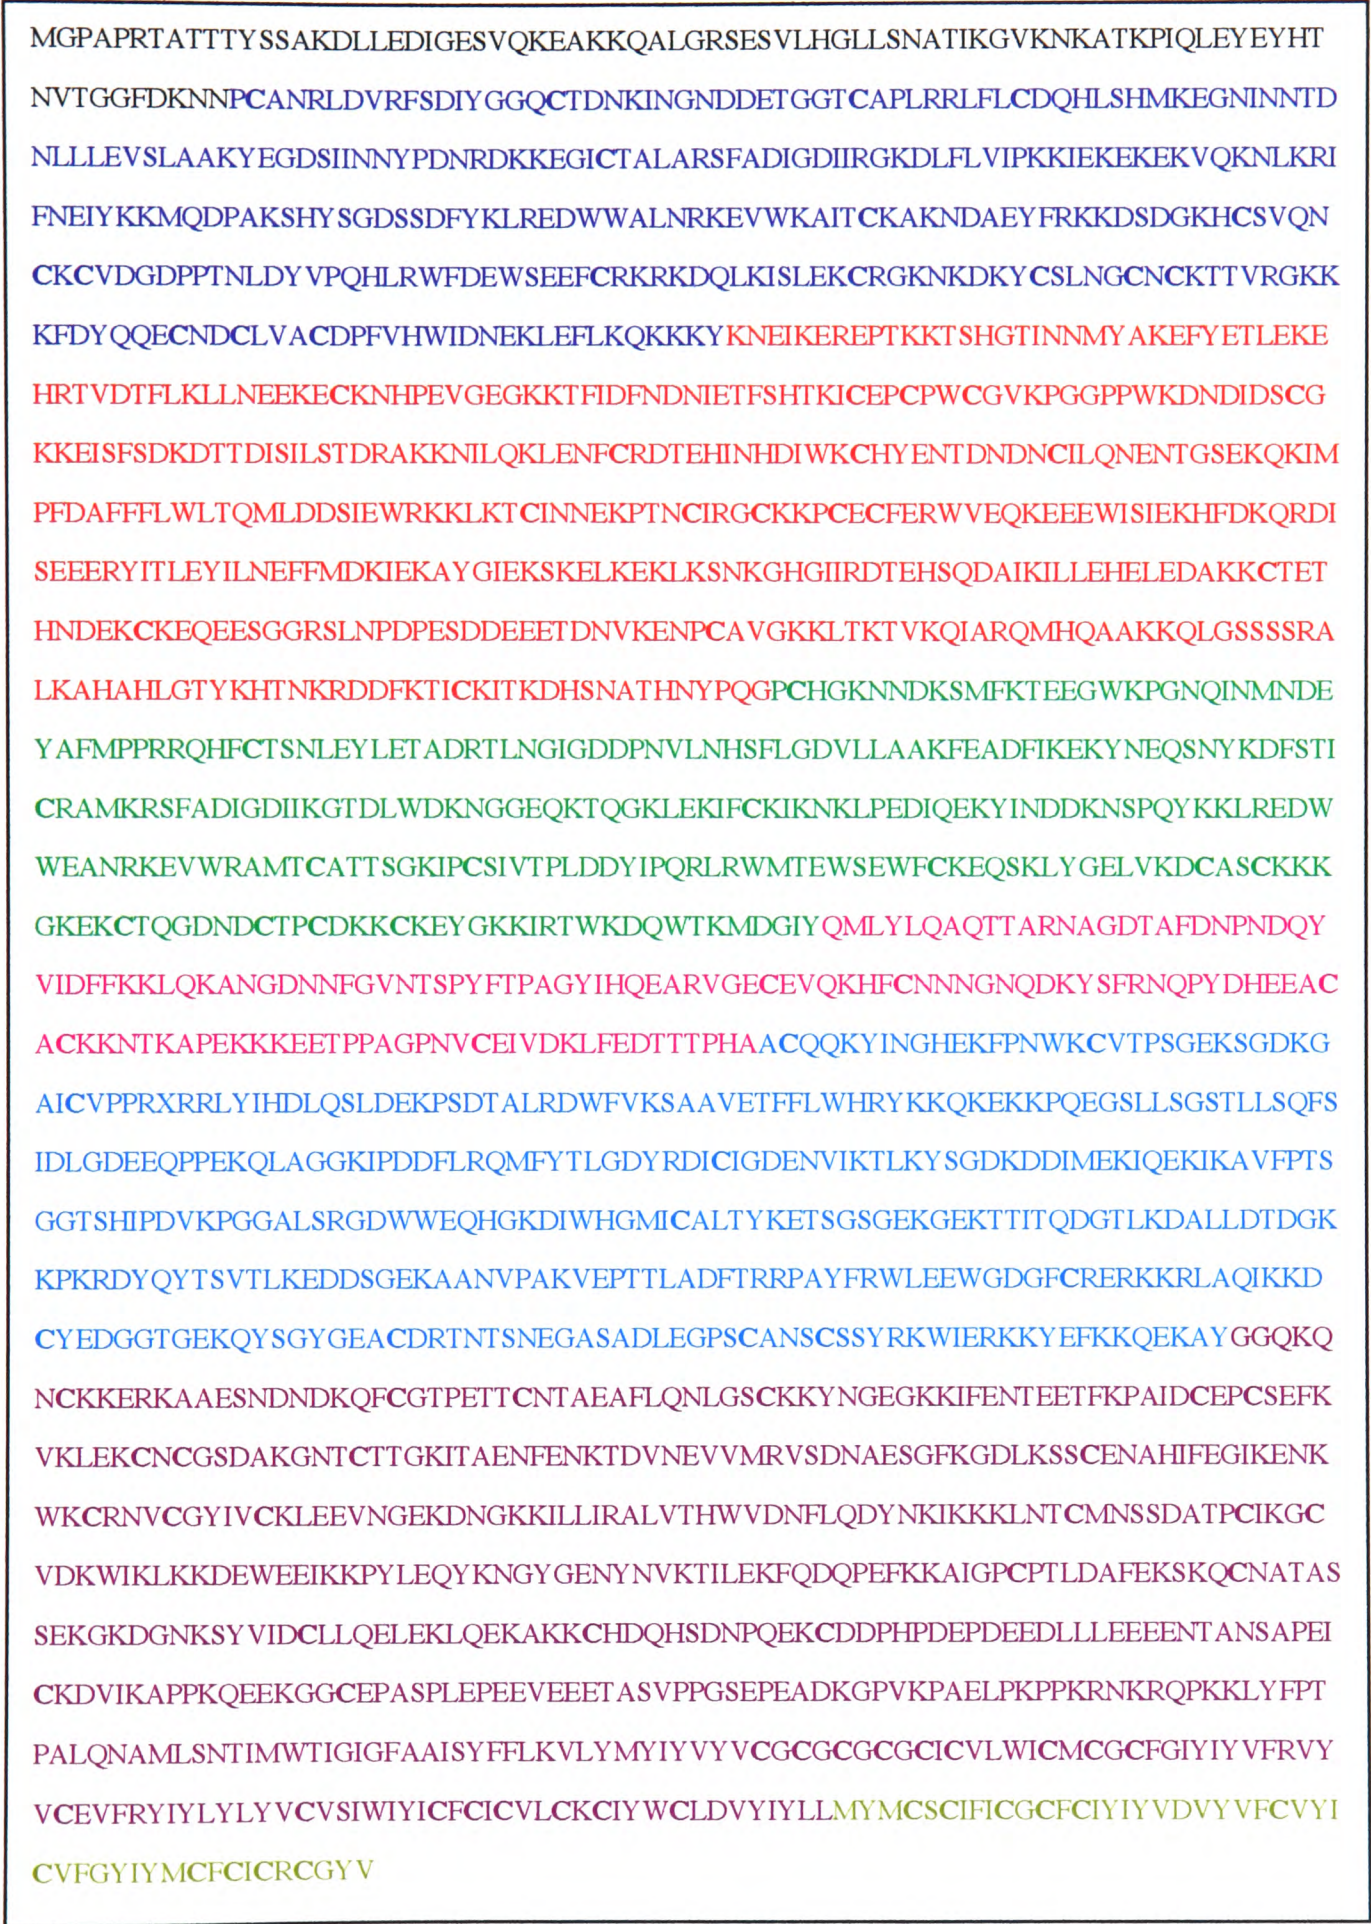 MGPAPRTATTTYSSAKDLLEDIGESVQKEAKKQALGRSESVLHGLLSNATIKGVKNKATKPIQLEYEYHT
NVTGGFDKNNPCANRLDVRFSDIYGGQCTDNKINGNDDETGGTCAPLRRLFLCDQHLSHMKEGNINNTD
NLLLEVSLAAKYEGDSIINNYPDNRDKKEGICTALARSFADIGDIIRGKDLFLVIPKKIEKEKEKVQKNLKRI
FNEIYKKMQDPAKSHYSGDSSDFYKLREDWWALNRKEVWKAITCKAKNDAEYFRKKDSDGKHCSVQN
CKCVDGDPPTNLDYVPQHLRWFDEWSEEFCRKRKDQLKISLEKCRGKNKDKYCSLNGCNCKTTVRGKK
KFDYQQECNDCLVACDPFVHWIDNEKLEFLKQKKKYKNEIKEREPTKKTSHGTINNMYAKEFYETLEKE
HRTVDTFLKLLNEEKECKNHPEVGEGKKTFIDFNDNIETFSHTKICEPCPWCGVKPGGPPWKDNDIDSCG
KKEISFSDKDTTDISILSTDRAKKNILQKLENFCRDTEHINHDIWKCHYENTDNDNCILQNENTGSEKQKIM
PFDAFFFLWLTQMLDDSIEWRKKLKTCINNEKPTNCIRGCKKPCECFERWVEQKEEEWISIEKHFDKQRDI
SEEERYITLEYILNEFFMDKIEKAYGIEKSKELKEKLKSNKGHGIIRDTEHSQDAIKILLEHELEDAKKCTET
HNDEKCKEQEESGGRSLNPDPESDDEEETDNVKENPCAVGKKLTKTVKQIARQMHQAAKKQLGSSSSRA
LKAHAHLGTYKHTNKRDDFKTICKITKDHSNATHNYPQGPCHGKNNDKSMFKTEEGWKPGNQINMNDE
YAFMPPRRQHFCTSNLEYLETADRTLNGIGDDPNVLNHSFLGDVLLAAKFEADFIKEKYNEQSNYKDFSTI
CRAMKRSFADIGDIIKGTDLWDKNGGEQKTQGKLEKIFCKIKNKLPEDIQEKYINDDKNSPQYKKLREDW
WEANRKEVWRAMTCATTSGKIPCSIVTPLDDYIPQRLRWMTEWSEWFCKEQSKLYGELVKDCASCKKK
GKEKCTQGDNDCTPCDKKCKEYGKKIRTWKDQWTKMDGIYQMLYLQAQTTARNAGDTAFDNPNDQY
VIDFFKKLQKANGDNNFGVNTSPYFTPAGYIHQEARVGECEVQKHFCNNNGNQDKYSFRNQPYDHEEAC
ACKKNTKAPEKKKEETPPAGPNVCEIVDKLFEDTTTPHAACQQKYINGHEKFPNWKCVTPSGEKSGDKG
AICVPPRXRRLYIHDLQSLDEKPSDTALRDWFVKSAAVETFFLWHRYKKQKEKKPQEGSLLSGSTLLSQFS
IDLGDEEQPPEKQLAGGKIPDDFLRQMFYTLGDYRDICIGDENVIKTLKYSGDKDDIMEKIQEKIKAVFPTS
GGTSHIPDVKPGGALSRGDWWEQHGKDIWHGMICALTYKETSGSGEKGEKTTITQDGTLKDALLDTDGK
KPKRDYQYTSVTLKEDDSGEKAANVPAKVEPTTLADFTRRPAYFRWLEEWGDGFCRERKKRLAQIKKD
CYEDGGTGEKQYSGYGEACDRTNTSNEGASADLEGPSCANSCSSYRKWIERKKYEFKKQEKAYGGQKQ
NCKKERKAAESNDNDKQFCGTPETTCNTAEAFLQNLGSCKKYNGEGKKIFENTEETFKPAIDCEPCSEFK
VKLEKCNCGSDAKGNTCTTGKITAENFENKTDVNEVVMRVSDNAESGFKGDLKSSCENAHIFEGIKENK
WKCRNVCGYIVCKLEEVNGEKDNGKKILLIRALVTHWVDNFLQDYNKIKKKLNTCMNSSDATPCIKGC
VDKWIKLKKDEWEEIKKPYLEQYKNGYGENYNVKTILEKFQDQPEFKKAIGPCPTLDAFEKSKQCNATAS
SEKGKDGNKSYVIDCLLQELEKLQEKAKKCHDQHSDNPQEKCDDPHPDEPDEEDLLLEEEENTANSAPEI
CKDVIKAPPKQEEKGGCEPASPLEPEEVEEETASVPPGSEPEADKGPVKPAELPKPPKRNKRQPKKLYFPT
PALQNAMLSNTIMWTIGIGFAAISYFFLKVLYMYIYVYVCGCGCGCGCICVLWICMCGCFGIYIYVFRVY
VCEVFRYIYLYLYVCVSIWIYICFCICVLCKCIYWCLDVYIYLLMYMCSCIFICGCFCIYIYVDVYVFCVYI
CVFGYIYMCFCICRCGYV